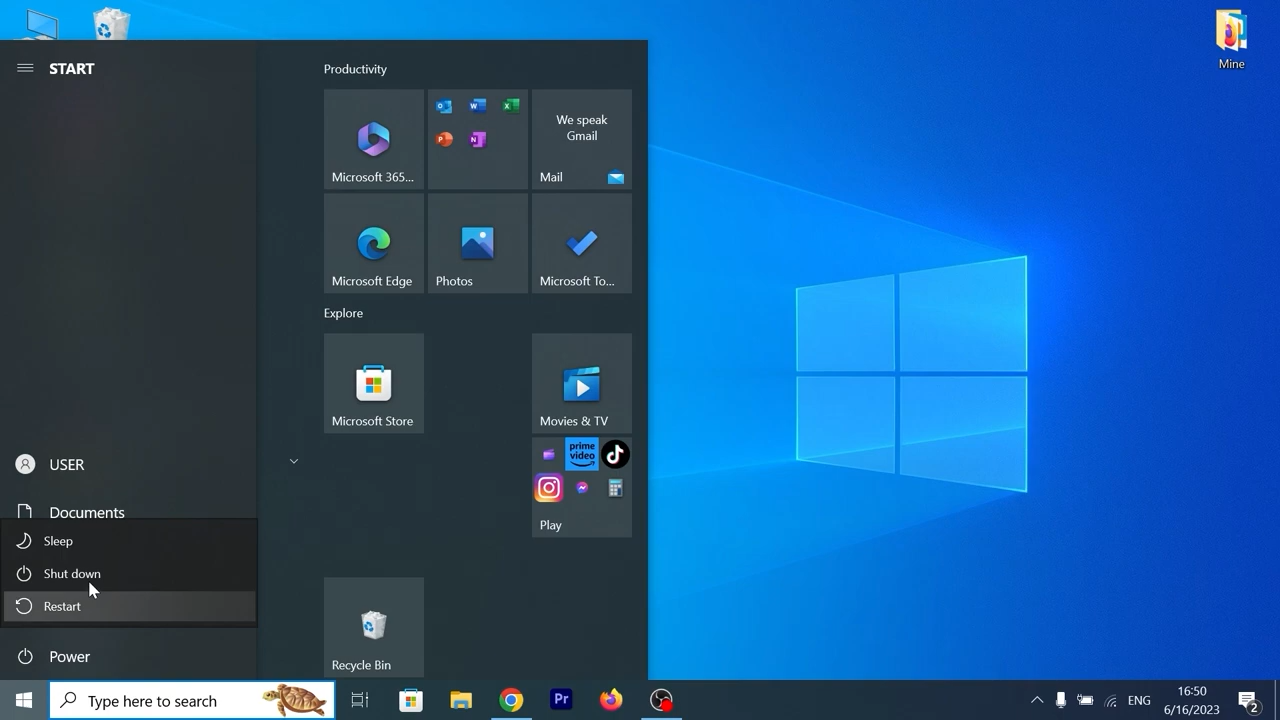 Mine
START
Productivity
Microsoft 365...
We speak
Gmail
Mail
Microsoft Edge
Photos
Microsoft To...
Explore
Microsoft Store
Movies & TV
prime
video
Play
Recycle Bin
USER
Documents
Sleep
Shut down
Restart
Power
Type here to search
Pr
ENG
16:50
6/16/2023
2